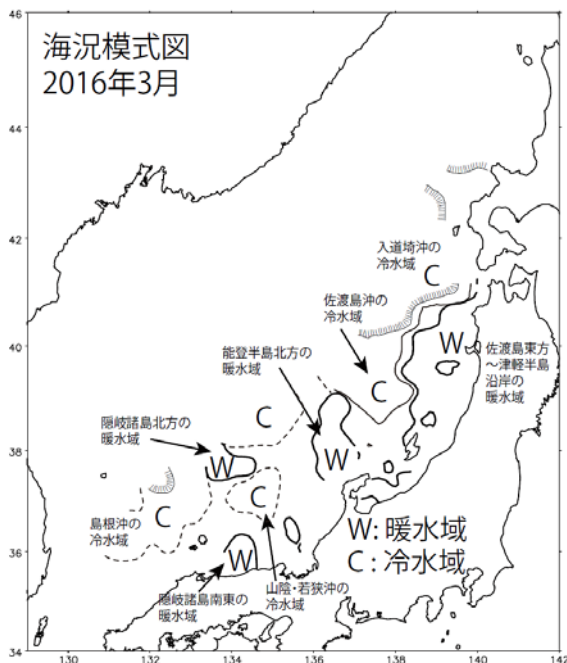 海況模式図
2016年3月
入道埼沖の
冷水域
C
佐渡島沖の
冷水域
能登半島北方の
暖水域
W
佐渡島東方
~津軽半島
沿岸の
暖水域
C
隠岐諸島北方の
暖水域
C
W
W
C
島根沖の
冷水域
C
W: 暖水域
C: 冷水域
W
山陰・若狭沖の
冷水域
隠岐諸島南東の
暖水域
46
44
42
40
38
36
34
130
132
134
136
138
140
142